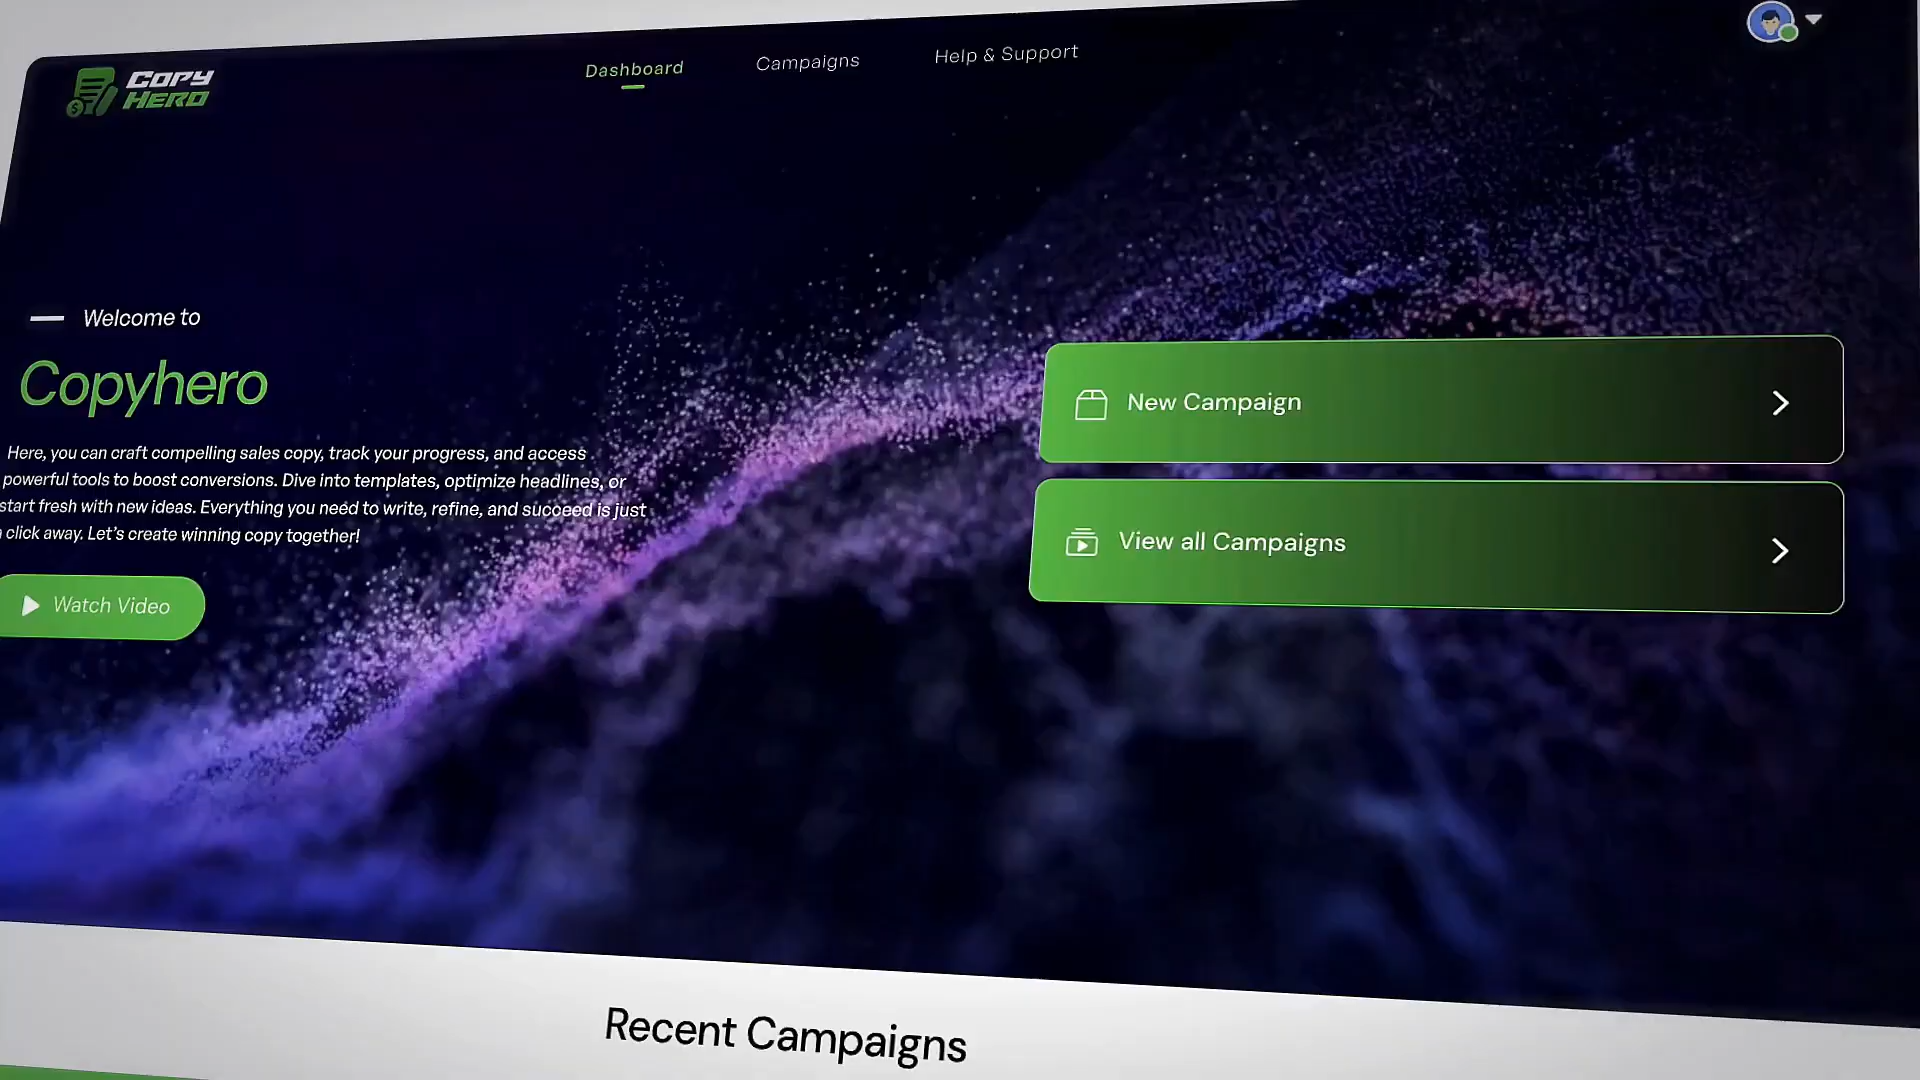 COPY
HERO
Dashboard
Campaigns
Help & Support
Welcome to
Copyhero
Here, you can craft compelling sales copy, track your progress, and access
powerful tools to boost conversions. Dive into templates, optimize headlines, or
start fresh with new ideas. Everything you need to write, refine, and succeed is just
click away. Let's create winning copy together!
Watch Video
New Campaign
View all Campaigns
Recent Campaigns